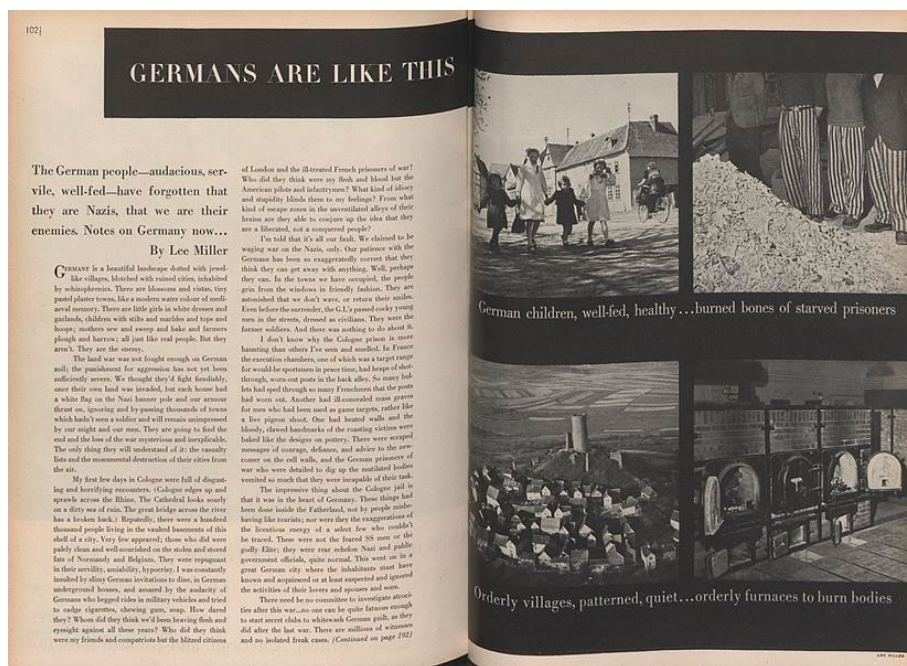 102
GERMANS ARE LIKE THIS
The German people—audacious, ser-
vile, well-fed—have forgotten that
they are Nazis, that we are their
enemies. Notes on Germany now...
By Lee Miller
GERMANY is a beautiful landscape dotted with jewel-
like villages, blotched with ruined cities, inhabited
by schizophrenics. There are blossoms and vistas, tiny
pastel plaster towns, like a modern water colour of medi-
aeval memory. There are little girls in white dresses and
garlands, children with stilts and marbles and tops and
hoops; mothers sew and sweep and bake and farmers
plough and harrow; all just like real people. But they
aren't. They are the enemy.
The land war was not fought enough on German
soil; the punishment for aggression has not yet been
sufficiently severe. We thought they'd fight fiendishly,
once their own land was invaded, but each house had
a white flag on the Nazi banner pole and our armour
thrust on, ignoring and by-passing thousands of towns
which hadn't seen a soldier and will remain unimpressed
by our might and our men. They are going to find the
end and the loss of the war mysterious and inexplicable.
The only thing they will understand of it: the casualty
lists and the monumental destruction of their cities from
the air.
My first few days in Cologne were full of disgust-
ing and horrifying encounters. (Cologne edges up and
sprawls across the Rhine. The Cathedral looks sourly
on a dirty sea of ruin. The great bridge across the river
has a broken back.) Reputedly, there were a hundred
thousand people living in the vaulted basements of this
shell of a city. Very few appeared; those who did were
palely clean and well-nourished on the stolen and stored
fats of Normandy and Belgium. They were repugnant
in their servility, amiability, hypocrisy. I was constantly
insulted by slimy German invitations to dine, in German
underground houses, and amazed by the audacity of
Germans who begged rides in military vehicles and tried
to cadge cigarettes, chewing gum, soap. How dared
they? Whom did they think we'd been braving flesh and
eyesight against all these years? Who did they think
were my friends and compatriots but the blitzed citizens
of London and the ill-treated French prisoners of war?
Who did they think were my flesh and blood but the
American pilots and infantrymen? What kind of idiocy
and stupidity blinds them to my feelings? From what
kind of escape zones in the unventilated alleys of their
brains are they able to conjure up the idea that they
are a liberated, not a conquered people?
I'm told that it's all our fault. We claimed to be
waging war on the Nazis, only. Our patience with the
Germans has been so exaggeratedly correct that they
think they can get away with anything. Well, perhaps
they can. In the towns we have occupied, the people
grin from the windows in friendly fashion. They are
astonished that we don't wave, or return their smiles.
Even before the surrender, the G.I.'s passed cocky young
men in the streets, dressed as civilians. They were the
former soldiers. And there was nothing to do about it.
I don't know why the Cologne prison is more
haunting than others I've seen and smelled. In France
the execution chambers, one of which was a target range
for would-be sportsmen in peace time, had heaps of shot-
through, worn-out posts in the back alley. So many bul-
lets had sped through so many Frenchmen that the posts
had worn out. Another had ill-concealed mass graves
for men who had been used as game targets, rather like
a live pigeon shoot. One had heated walls and the
bloody, clawed handmarks of the roasting victims were
baked like the designs on pottery. There were scraped
messages of courage, defiance, and advice to the new-
comer on the cell walls, and the German prisoners of
war who were detailed to dig up the mutilated bodies
vomited so much that they were incapable of their task.
The impressive thing about the Cologne jail is
that it was in the heart of Germany. These things had
been done inside the Fatherland, not by people misbe-
having like tourists; nor were they the exaggerations of
the licentious energy of a select few who couldn't
be traced. These were not the feared SS men or the
godly Elite; they were rear echelon Nazi and public
government officials, quite normal. This went on in a
great German city where the inhabitants must have
known and acquiesced or at least suspected and ignored
the activities of their lovers and spouses and sons.
There need be no committee to investigate atroci-
ties after this war...no one can be quite fatuous enough
to start secret clubs to whitewash German guilt, as they
did after the last war. There are millions of witnesses
and no isolated freak cases. (Continued on page 192)
German children, well-fed, healthy...burned bones of starved prisoners
Orderly villages, patterned, quiet...orderly furnaces to burn bodies
LEE MILLER